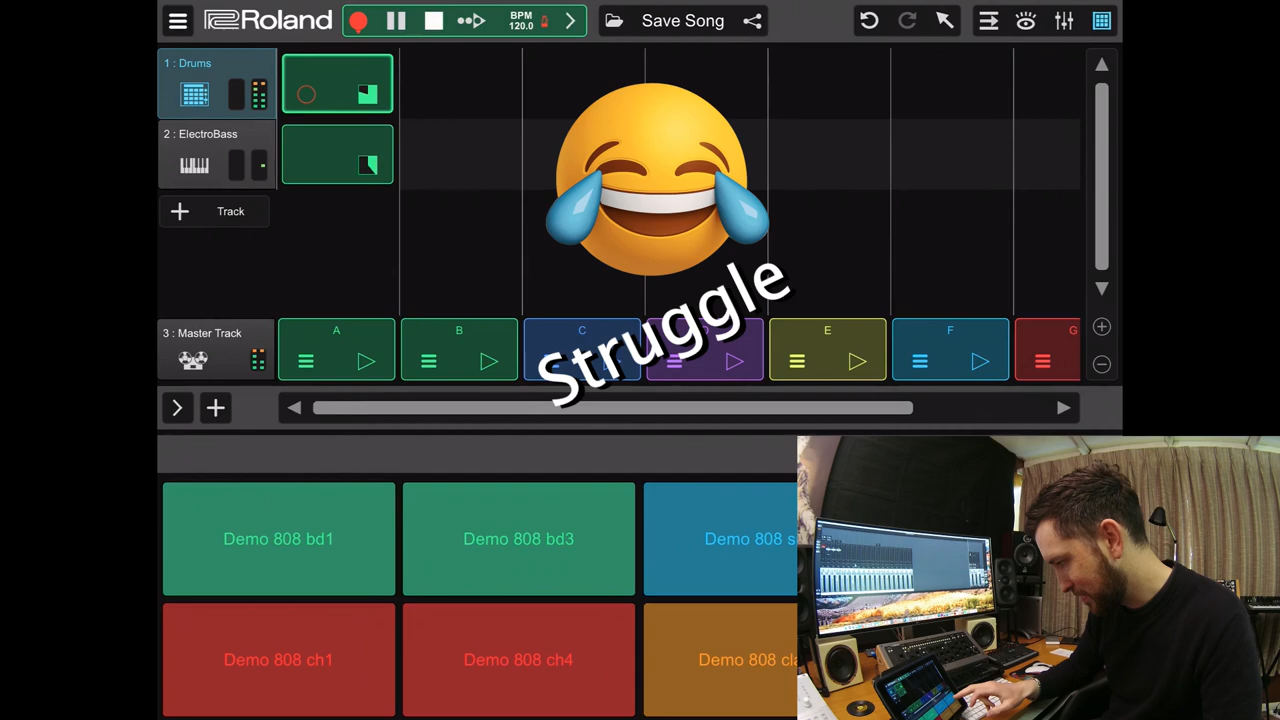 Roland
BPM
120.0
Save Song
1 : Drums
2 : ElectroBass
Track
Struggle
3 : Master Track
A
B
C
E
F
G
Demo 808 bd1
Demo 808 bd3
Demo 808 s
Demo 808 ch1
Demo 808 ch4
Demo 808 cla